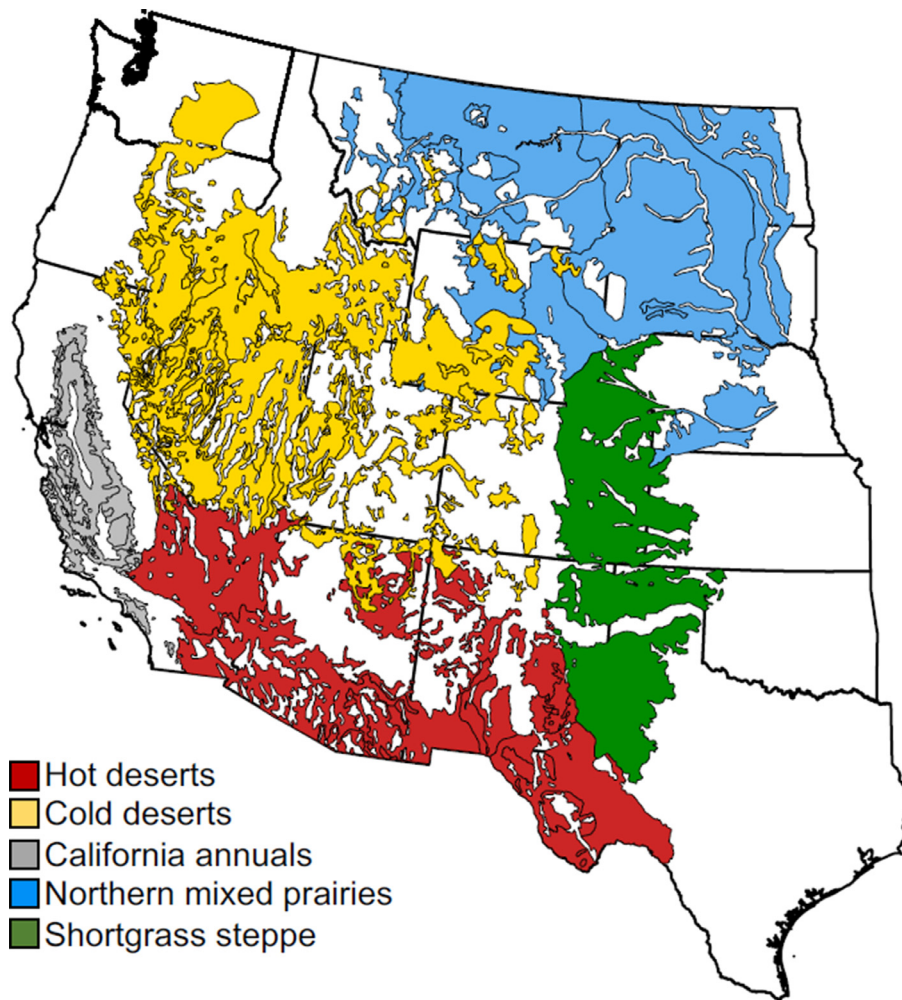 Hot deserts
Cold deserts
California annuals
Northern mixed prairies
Shortgrass steppe